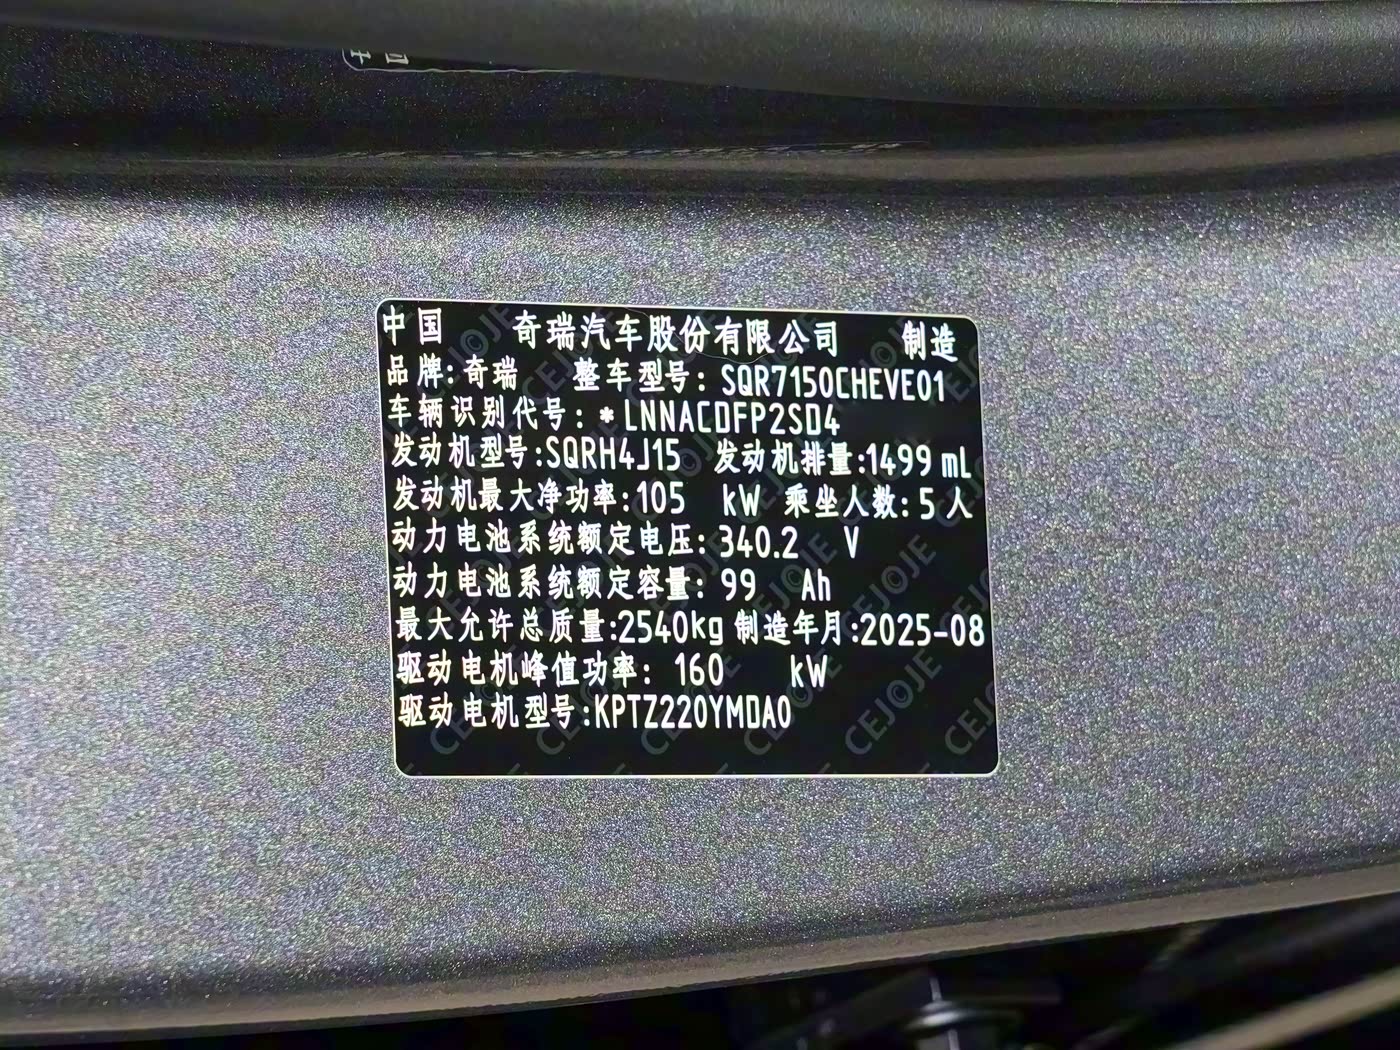 中国 奇瑞汽车股份有限公司 制造
品牌:奇瑞 整车型号: SQR7150CHEVE01
车辆识别代号: *LNNACDFP2SD4
发动机型号:SQRH4J15 发动机排量:1499 mL
发动机最大净功率:105 kW 乘坐人数: 5 人
动力电池系统额定电压: 340.2 V
动力电池系统额定容量: 99 Ah
最大允许总质量:2540kg 制造年月:2025-08
驱动电机峰值功率: 160 kW
驱动电机型号:KPTZ220YMDA0
CEJOJE